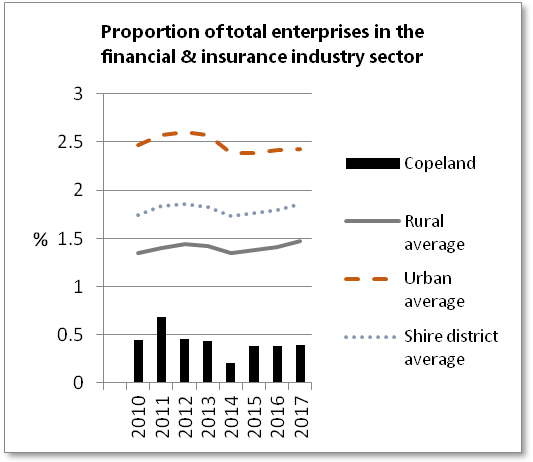 Proportion of total enterprises in the
financial & insurance industry sector
3
2.5
2
1.5
1
0.5
0
%
2010
2011
2012
2013
2014
2015
2016
2017
Copeland
Rural
average
Urban
average
Shire district
average